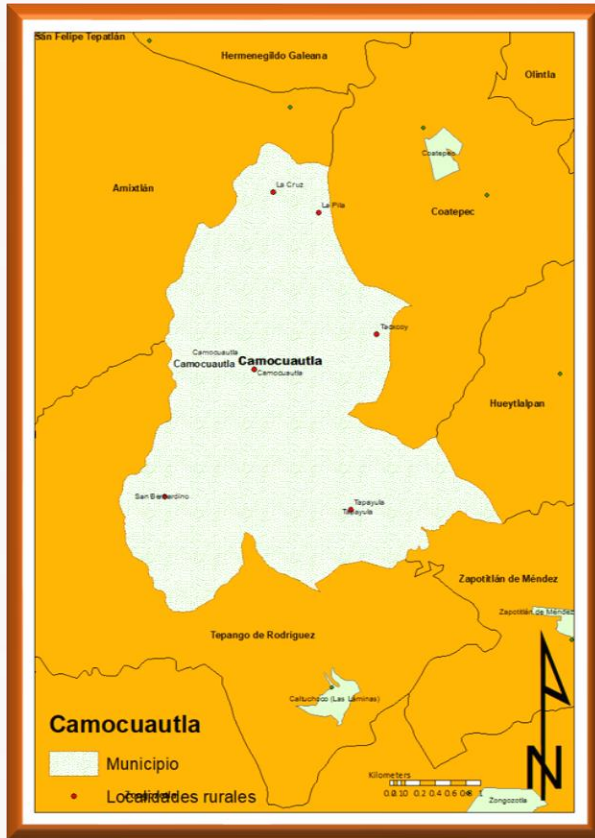 San Felipe Tepatlán
Hermenegildo Galeana
Olintla
Coatepec
Amixtlán
La Cruz
La Pila
Coatepec
Camocuautla
Camocuautla
Camocuautla
Camocuautla
Hueytlalpan
San Bernardino
Tapayula
Tapayula
Zapotitlán de Méndez
Zapotitlán de Méndez
Tepango de Rodríguez
Caltuchoco (Las Láminas)
Camocuautla
Municipio
Localidades rurales
Kilometers
N
Zongozotla